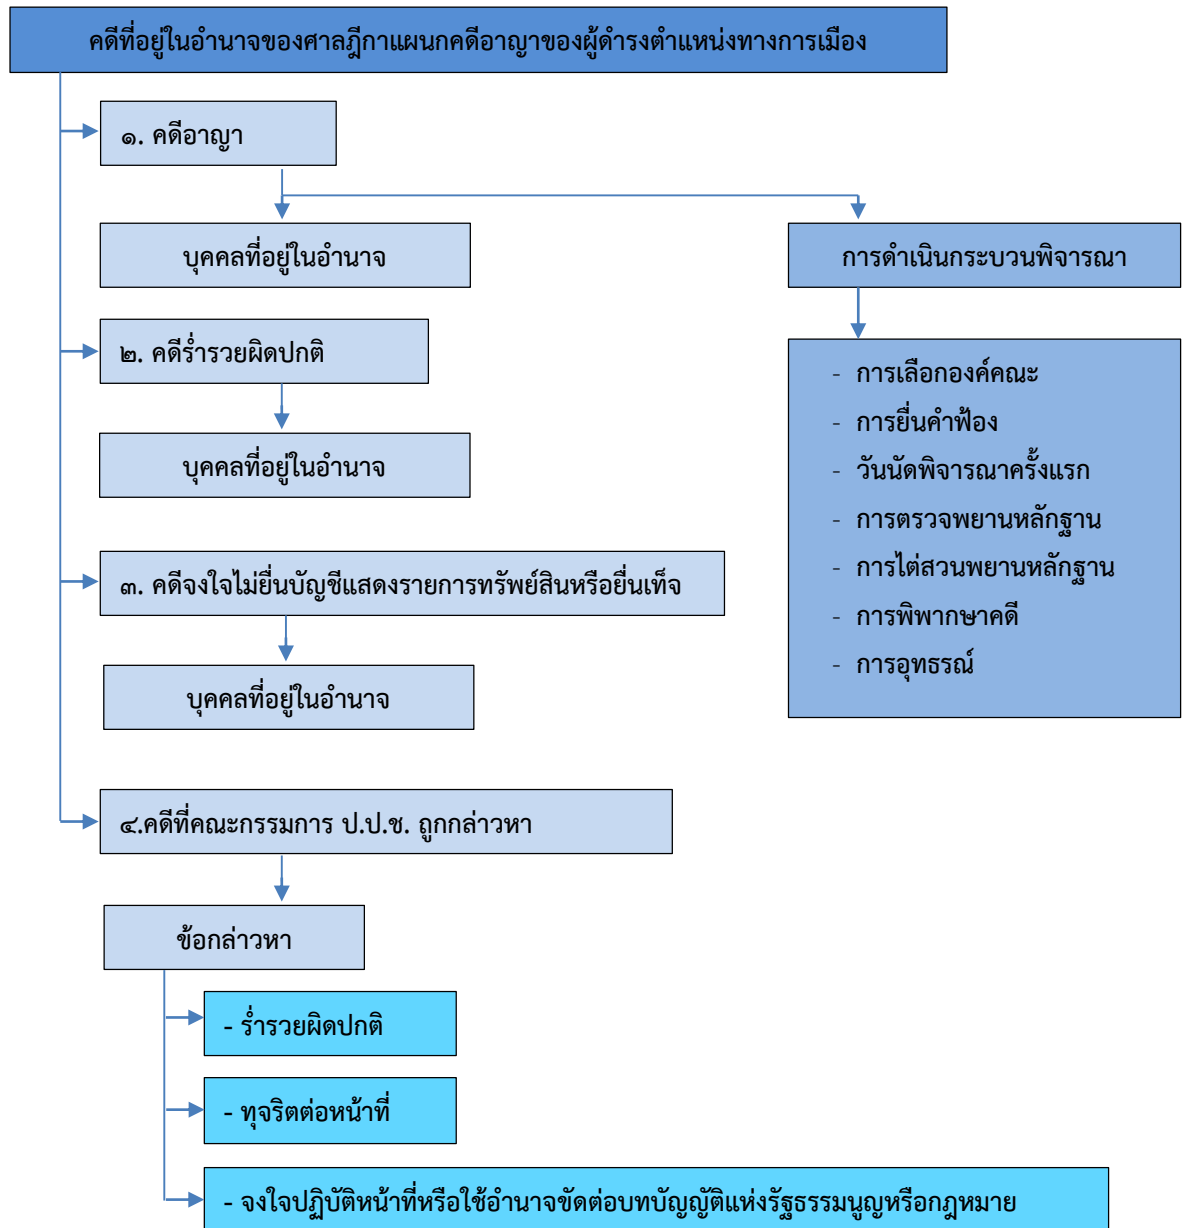 คดีที่อยู่ในอำนาจของศาลฎีกาแผนกคดีอาญาของผู้ดำรงตำแหน่งทางการเมือง
๑. คดีอาญา
บุคคลที่อยู่ในอำนาจ
การดำเนินกระบวนพิจารณา
- การเลือกองค์คณะ
- การยื่นคำฟ้อง
- วันนัดพิจารณาครั้งแรก
- การตรวจพยานหลักฐาน
- การไต่สวนพยานหลักฐาน
- การพิพากษาคดี
- การอุทธรณ์
๒. คดีร่ำรวยผิดปกติ
บุคคลที่อยู่ในอำนาจ
๓. คดีจงใจไม่ยื่นบัญชีแสดงรายการทรัพย์สินหรือยื่นเท็จ
บุคคลที่อยู่ในอำนาจ
๔.คดีที่คณะกรรมการ ป.ป.ช. ถูกกล่าวหา
ข้อกล่าวหา
- ร่ำรวยผิดปกติ
- ทุจริตต่อหน้าที่
- จงใจปฏิบัติหน้าที่หรือใช้อำนาจขัดต่อบทบัญญัติแห่งรัฐธรรมนูญหรือกฎหมาย